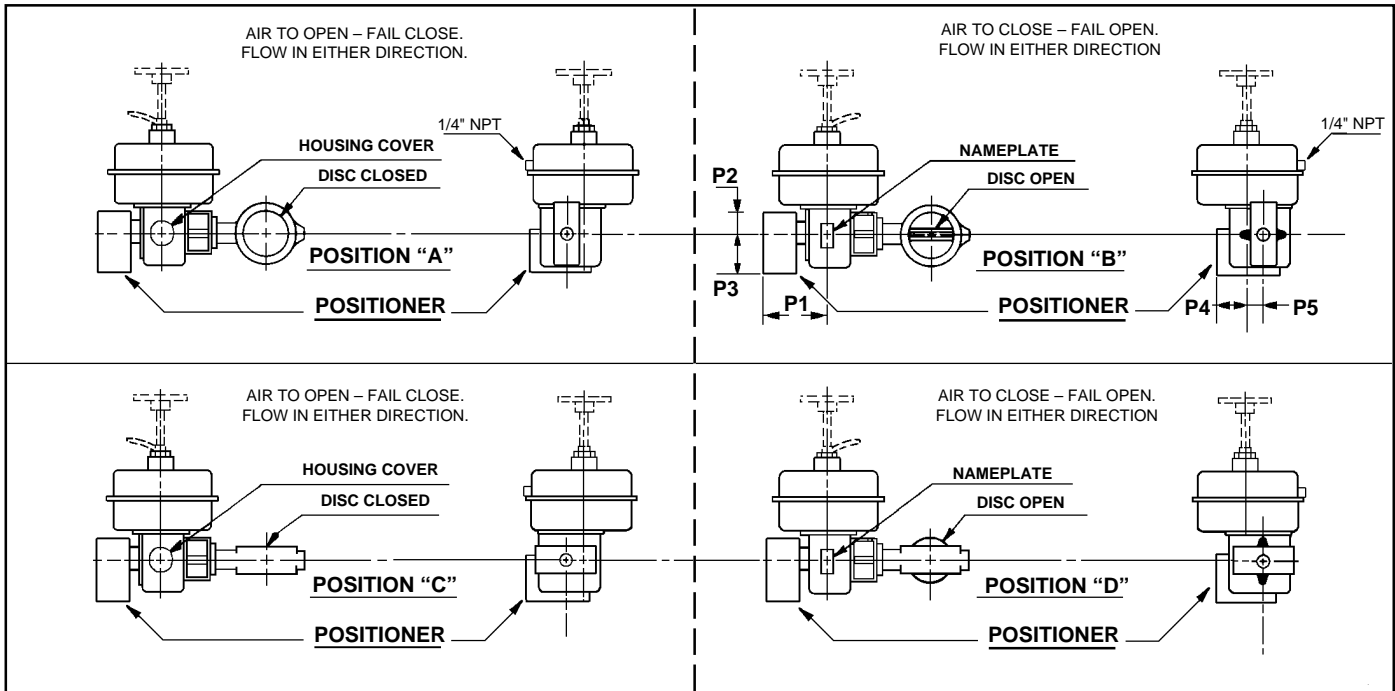 AIR TO OPEN – FAIL CLOSE.
FLOW IN EITHER DIRECTION.
1/4" NPT
HOUSING COVER
DISC CLOSED
POSITION “A”
POSITIONER
AIR TO CLOSE – FAIL OPEN.
FLOW IN EITHER DIRECTION
1/4" NPT
NAMEPLATE
P2
DISC OPEN
POSITION “B”
P3
P1
POSITIONER
P4
P5
AIR TO OPEN – FAIL CLOSE.
FLOW IN EITHER DIRECTION.
HOUSING COVER
DISC CLOSED
POSITION “C”
POSITIONER
AIR TO CLOSE – FAIL OPEN.
FLOW IN EITHER DIRECTION
NAMEPLATE
DISC OPEN
POSITION “D”
POSITIONER